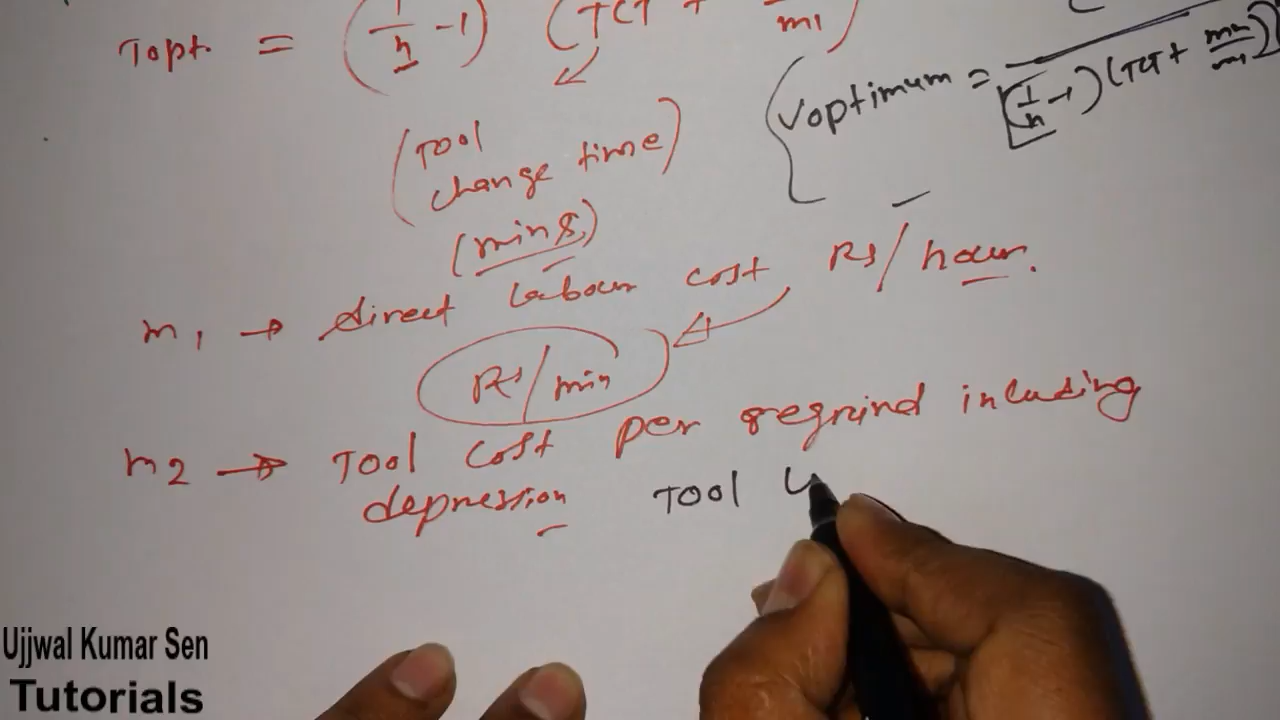 Topt. = (1/n - 1) (TCT + m1)
Voptimum = (1/n - 1)(TCT + m2/m1)
(Tool
change time)
(mins.)
m1 → direct labour cost Rs/hour.
Rs/min
m2 → Tool cost per regrind including
depression Tool
Ujjwal Kumar Sen
Tutorials